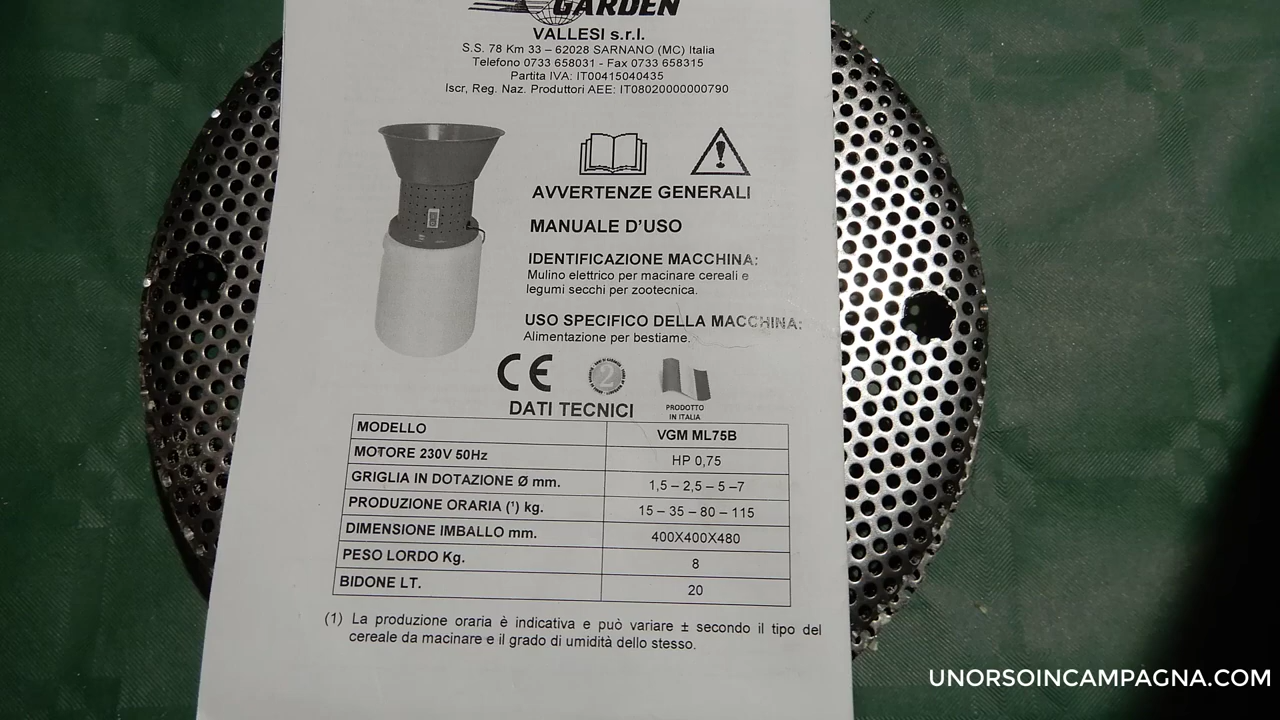 GARDEN
VALLESI s.r.l.
S.S. 78 Km 33 – 62028 SARNANO (MC) Italia
Telefono 0733 658031 - Fax 0733 658315
Partita IVA: IT00415040435
Iscr, Reg. Naz. Produttori AEE: IT08020000000790
AVVERTENZE GENERALI
MANUALE D'USO
IDENTIFICAZIONE MACCHINA:
Mulino elettrico per macinare cereali e
legumi secchi per zootecnica.
USO SPECIFICO DELLA MACCHINA:
Alimentazione per bestiame.
CE
2
PRODOTTO
IN ITALIA
DATI TECNICI
MODELLO VGM ML75B
MOTORE 230V 50Hz HP 0,75
GRIGLIA IN DOTAZIONE Ø mm. 1,5 – 2,5 – 5 –7
PRODUZIONE ORARIA (') kg. 15 – 35 – 80 – 115
DIMENSIONE IMBALLO mm. 400X400X480
PESO LORDO Kg. 8
BIDONE LT. 20
(1) La produzione oraria è indicativa e può variare ± secondo il tipo del
cereale da macinare e il grado di umidità dello stesso.
UNORSOINCAMPAGNA.COM